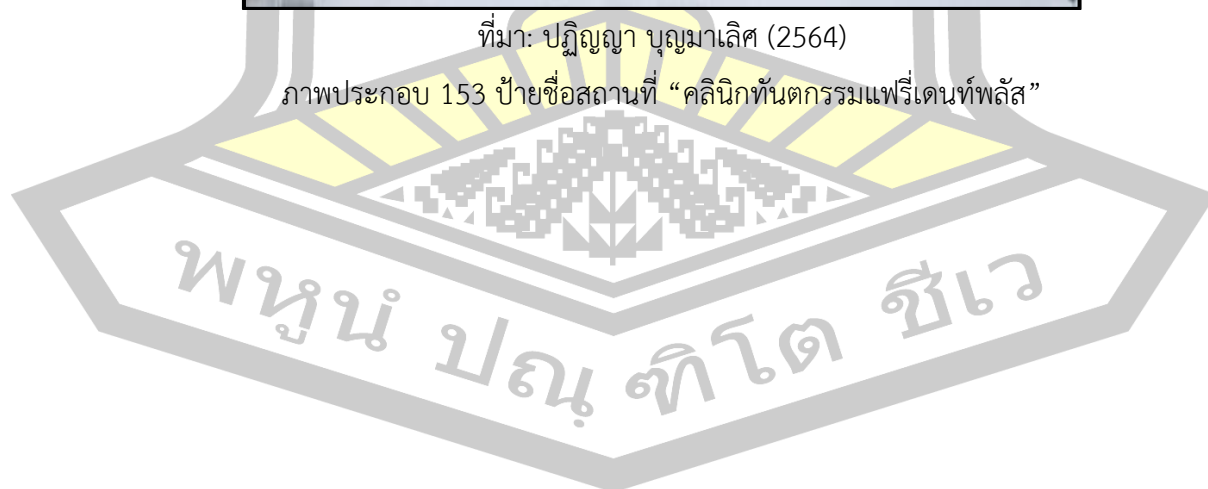 ที่มา: ปฏิญญา บุญมาเลิศ (2564)
ภาพประกอบ 153 ป้ายชื่อสถานที่ “คลินิกทันตกรรมแฟรี่เดนท์พลัส”
พหูนํ ปณฺฑิโต ชีเว